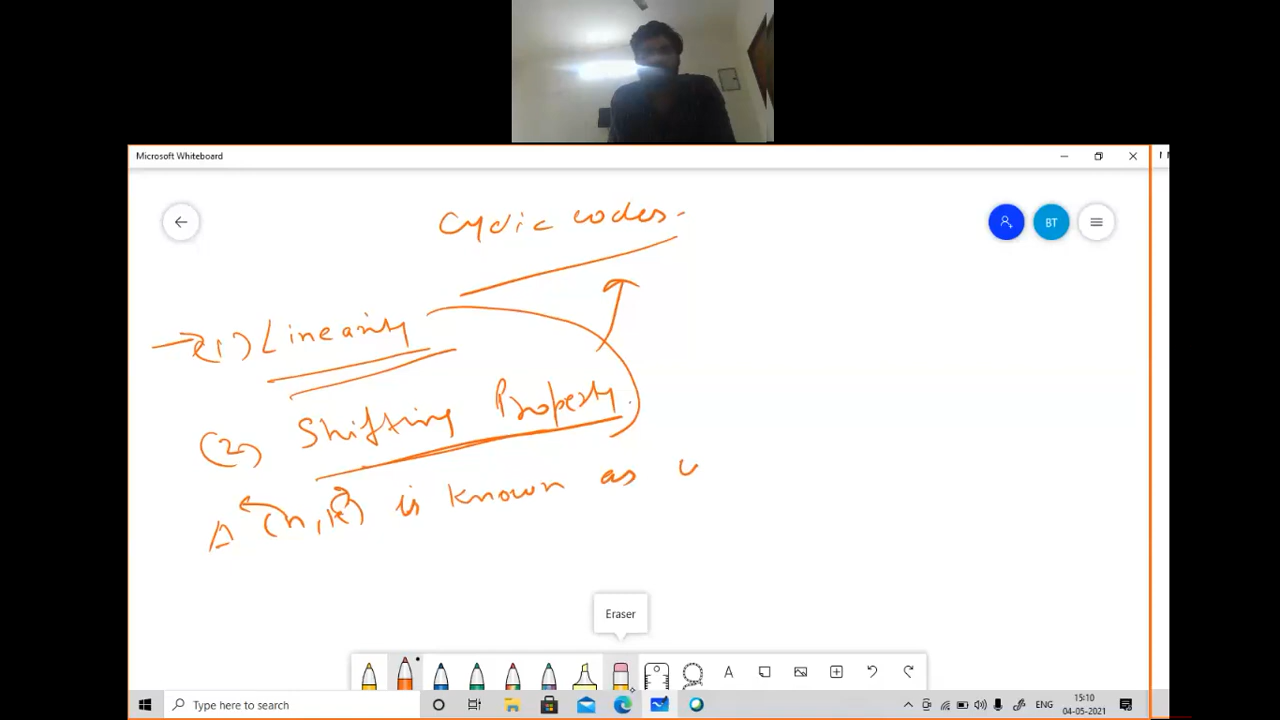 Microsoft Whiteboard
Cyclic codes.
BT
(1) Linearity
(2) Shifting Property.
A (n, k) is known as
Eraser
A
Type here to search
ENG
15:10
04-05-2021